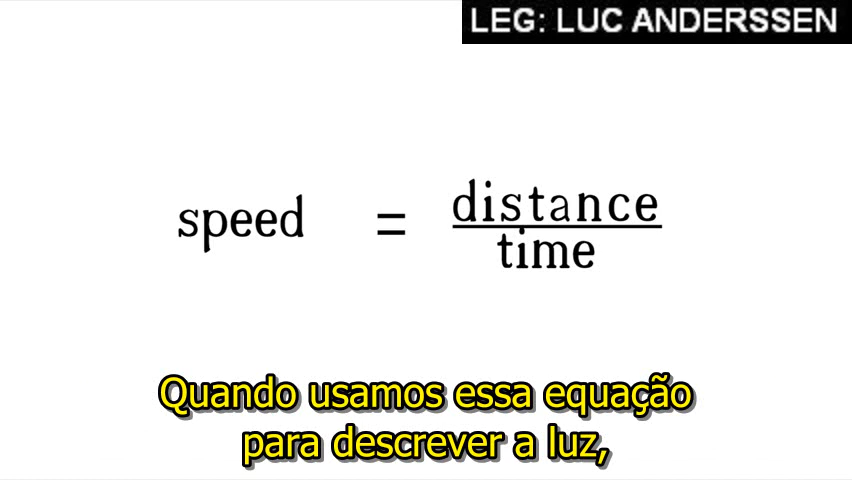 LEG: LUC ANDERSSEN
speed = distance
time
Quando usamos essa equação
para descrever a luz,